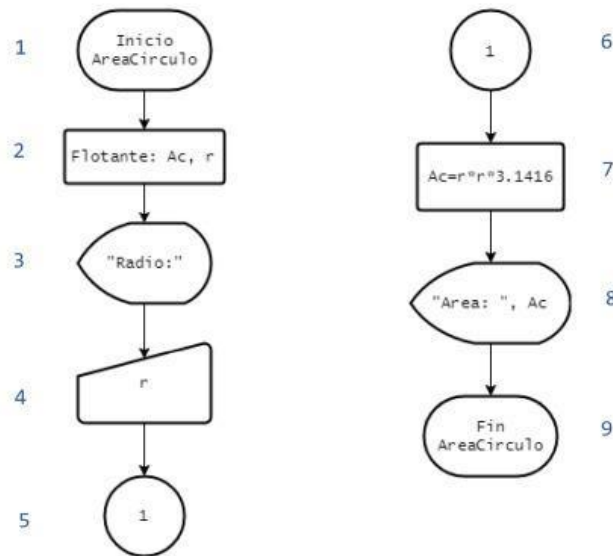 1
Inicio
AreaCirculo
2
Flotante: Ac, r
3
"Radio:"
4
r
5
1
6
1
7
Ac=r*r*3.1416
8
"Area: ", Ac
9
Fin
AreaCirculo